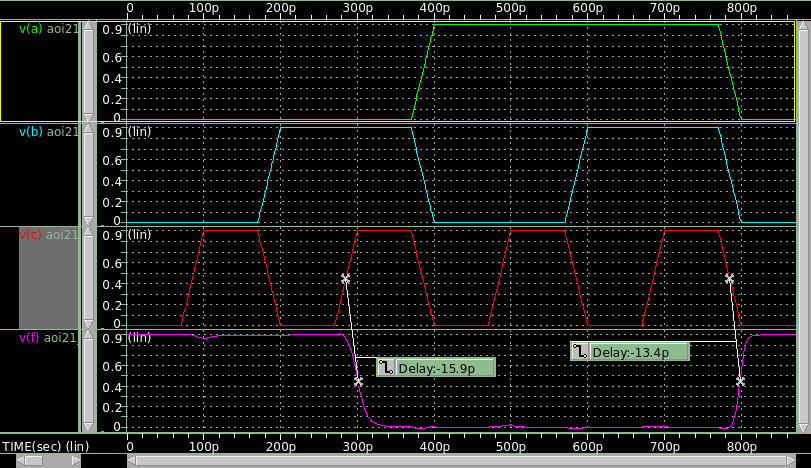 0 100p 200p 300p 400p 500p 600p 700p 800p
v(a) aoi21 0.9 (lin)
0.6
0.4
0.2
0
v(b) aoi21 0.9 (lin)
0.6
0.4
0.2
0
v(c) aoi21 0.9 (lin)
0.6
0.4
0.2
0
v(f) aoi21 0.9 (lin)
0.6
Delay:-15.9p
Delay:-13.4p
0.4
0.2
0
TIME(sec) (lin) 0 100p 200p 300p 400p 500p 600p 700p 800p